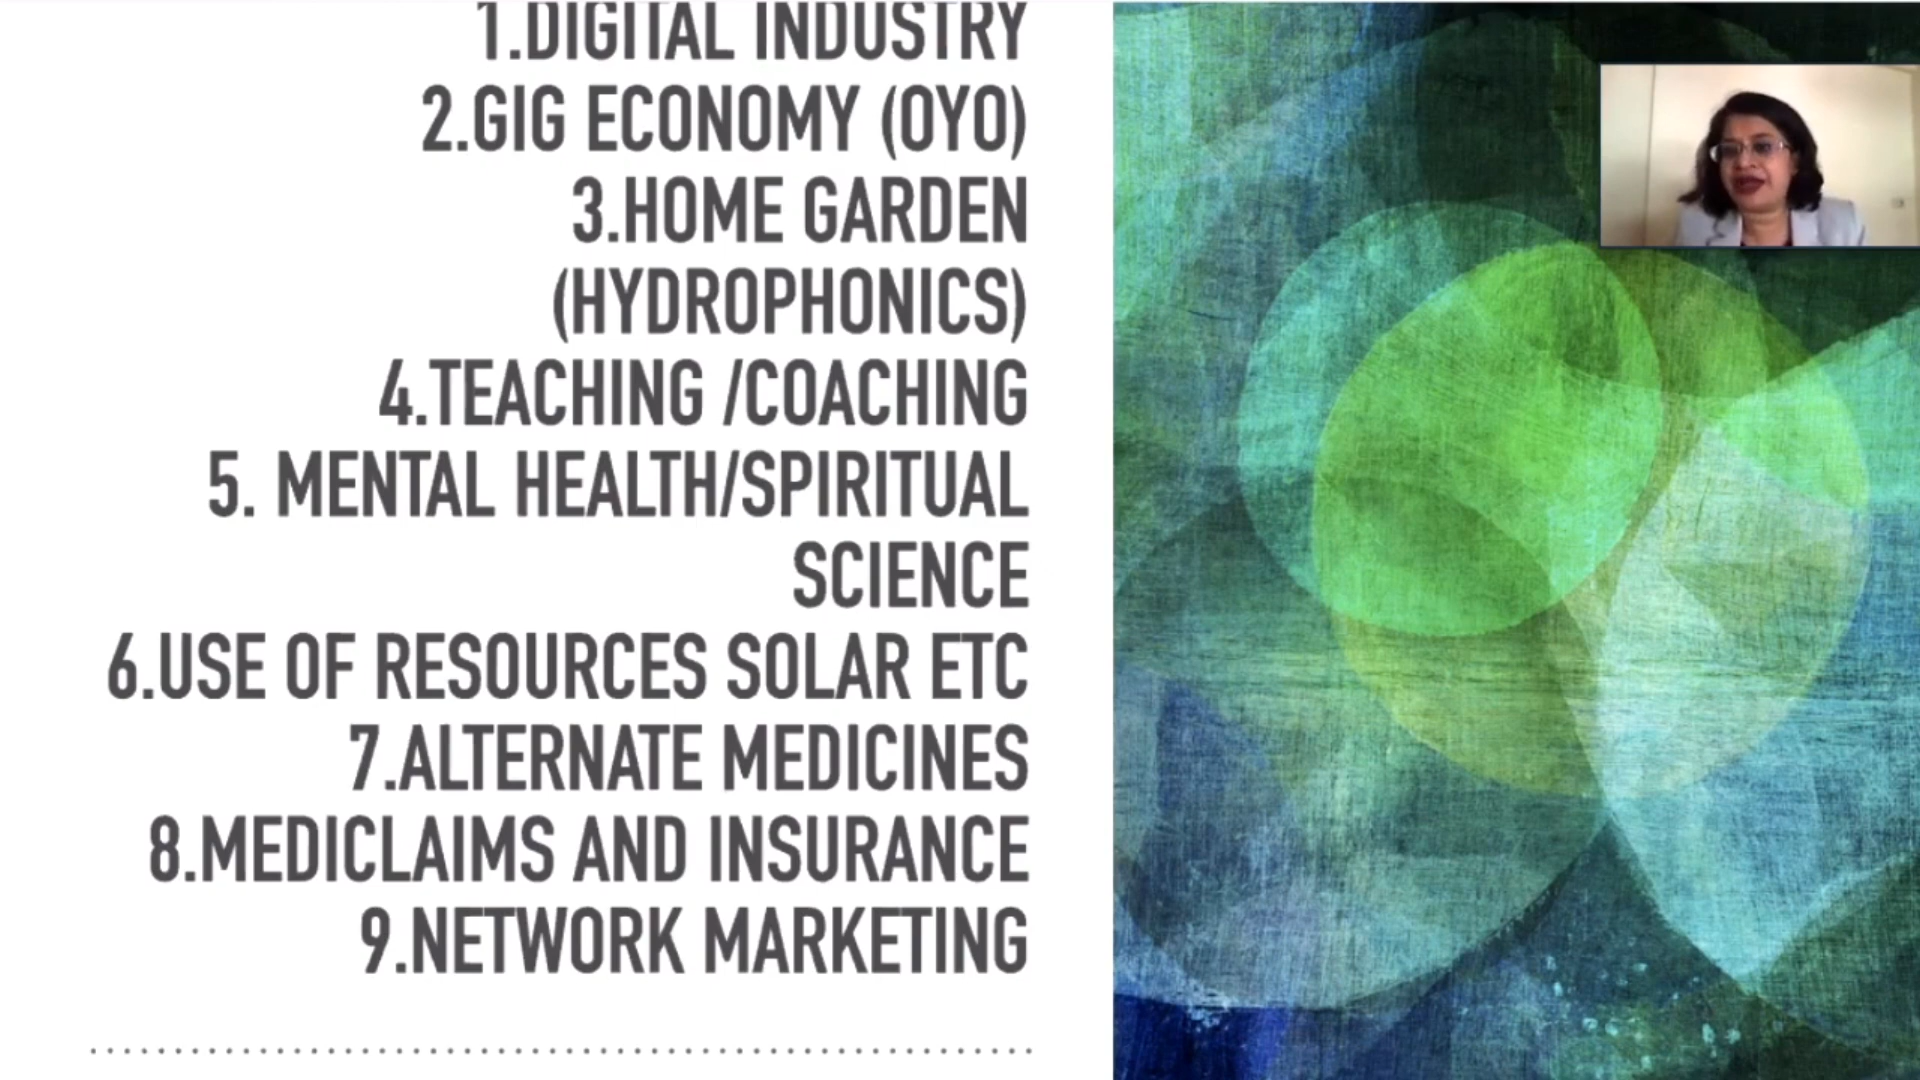 1.DIGITAL INDUSTRY
2.GIG ECONOMY (OYO)
3.HOME GARDEN
(HYDROPHONICS)
4.TEACHING /COACHING
5. MENTAL HEALTH/SPIRITUAL
SCIENCE
6.USE OF RESOURCES SOLAR ETC
7.ALTERNATE MEDICINES
8.MEDICLAIMS AND INSURANCE
9.NETWORK MARKETING